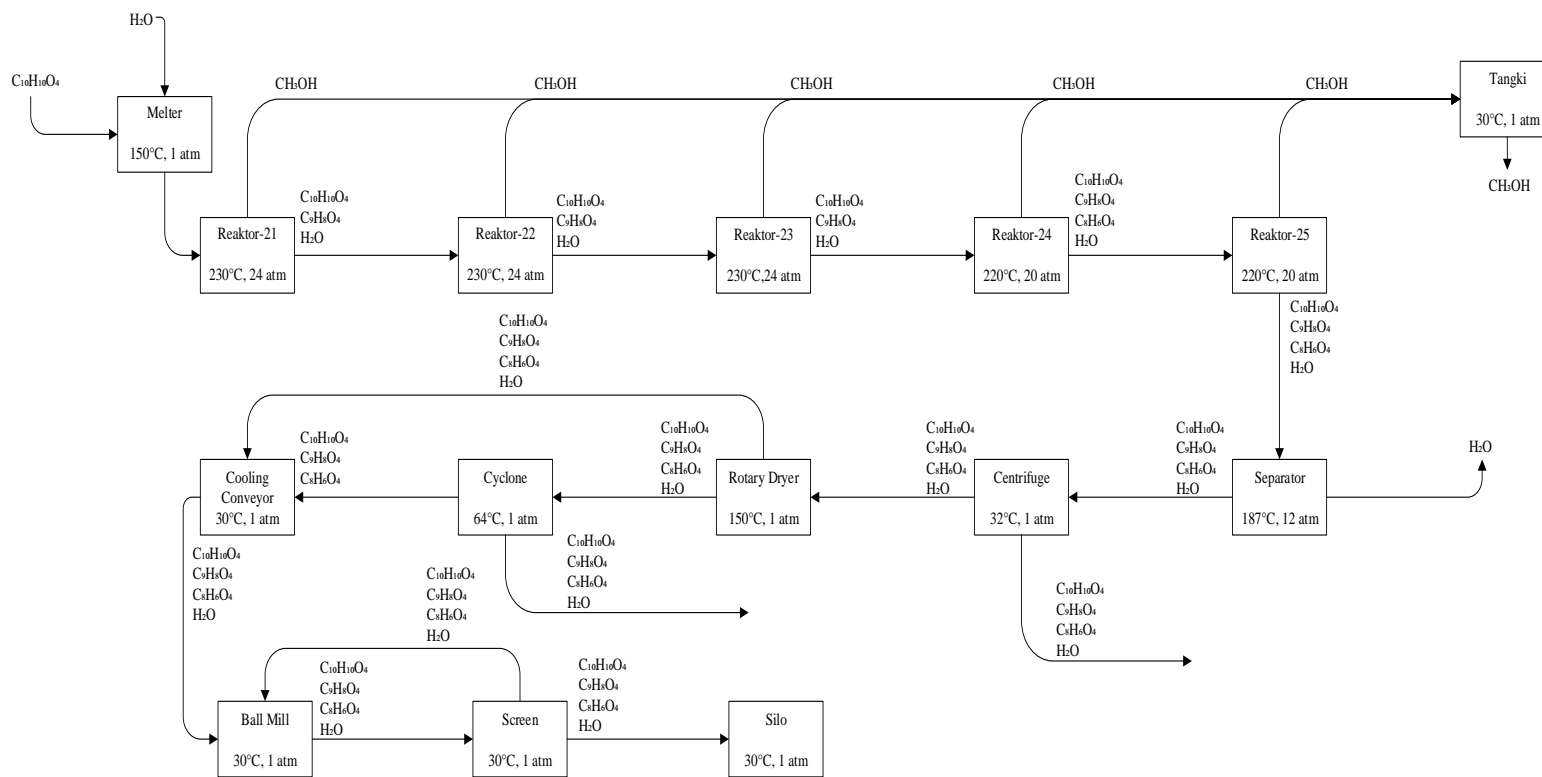 H₂O
C₁₀H₁₀O₄
Melter
150°C, 1 atm
CH₃OH
CH₃OH
CH₃OH
CH₃OH
CH₃OH
Tangki
30°C, 1 atm
CH₃OH
Reaktor-21
230°C, 24 atm
C₁₀H₁₀O₄
C₉H₈O₄
H₂O
Reaktor-22
230°C, 24 atm
C₁₀H₁₀O₄
C₉H₈O₄
H₂O
Reaktor-23
230°C,24 atm
C₁₀H₁₀O₄
C₉H₈O₄
H₂O
Reaktor-24
220°C, 20 atm
C₁₀H₁₀O₄
C₉H₈O₄
C₈H₆O₄
H₂O
Reaktor-25
220°C, 20 atm
C₁₀H₁₀O₄
C₉H₈O₄
C₈H₆O₄
H₂O
C₁₀H₁₀O₄
C₉H₈O₄
C₈H₆O₄
H₂O
Cooling
Conveyor
30°C, 1 atm
C₁₀H₁₀O₄
C₉H₈O₄
C₈H₆O₄
Cyclone
64°C, 1 atm
C₁₀H₁₀O₄
C₉H₈O₄
C₈H₆O₄
H₂O
Rotary Dryer
150°C, 1 atm
C₁₀H₁₀O₄
C₉H₈O₄
C₈H₆O₄
H₂O
Centrifuge
32°C, 1 atm
C₁₀H₁₀O₄
C₉H₈O₄
C₈H₆O₄
H₂O
Separator
187°C, 12 atm
H₂O
C₁₀H₁₀O₄
C₉H₈O₄
C₈H₆O₄
H₂O
C₁₀H₁₀O₄
C₉H₈O₄
C₈H₆O₄
H₂O
C₁₀H₁₀O₄
C₉H₈O₄
C₈H₆O₄
H₂O
C₁₀H₁₀O₄
C₉H₈O₄
C₈H₆O₄
H₂O
Ball Mill
30°C, 1 atm
C₁₀H₁₀O₄
C₉H₈O₄
C₈H₆O₄
H₂O
Screen
30°C, 1 atm
C₁₀H₁₀O₄
C₉H₈O₄
C₈H₆O₄
H₂O
Silo
30°C, 1 atm